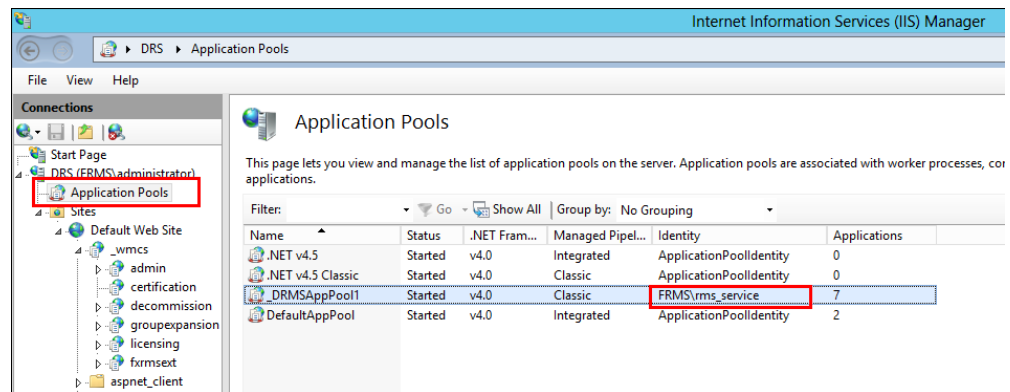 Internet Information Services (IIS) Manager
DRS Application Pools
File View Help
Connections
Start Page
DRS (FRMS\administrator)
Application Pools
Sites
Default Web Site
_wmcs
admin
certification
decommission
groupexpansion
licensing
fxrmsext
aspnet_client
Application Pools
This page lets you view and manage the list of application pools on the server. Application pools are associated with worker processes, con
applications.
Filter: Go Show All Group by: No Grouping
Name Status .NET Fram... Managed Pipel... Identity Applications
.NET v4.5 Started v4.0 Integrated ApplicationPoolIdentity 0
.NET v4.5 Classic Started v4.0 Classic ApplicationPoolIdentity 0
_DRMSAppPool1 Started v4.0 Classic FRMS\rms_service 7
DefaultAppPool Started v4.0 Integrated ApplicationPoolIdentity 2